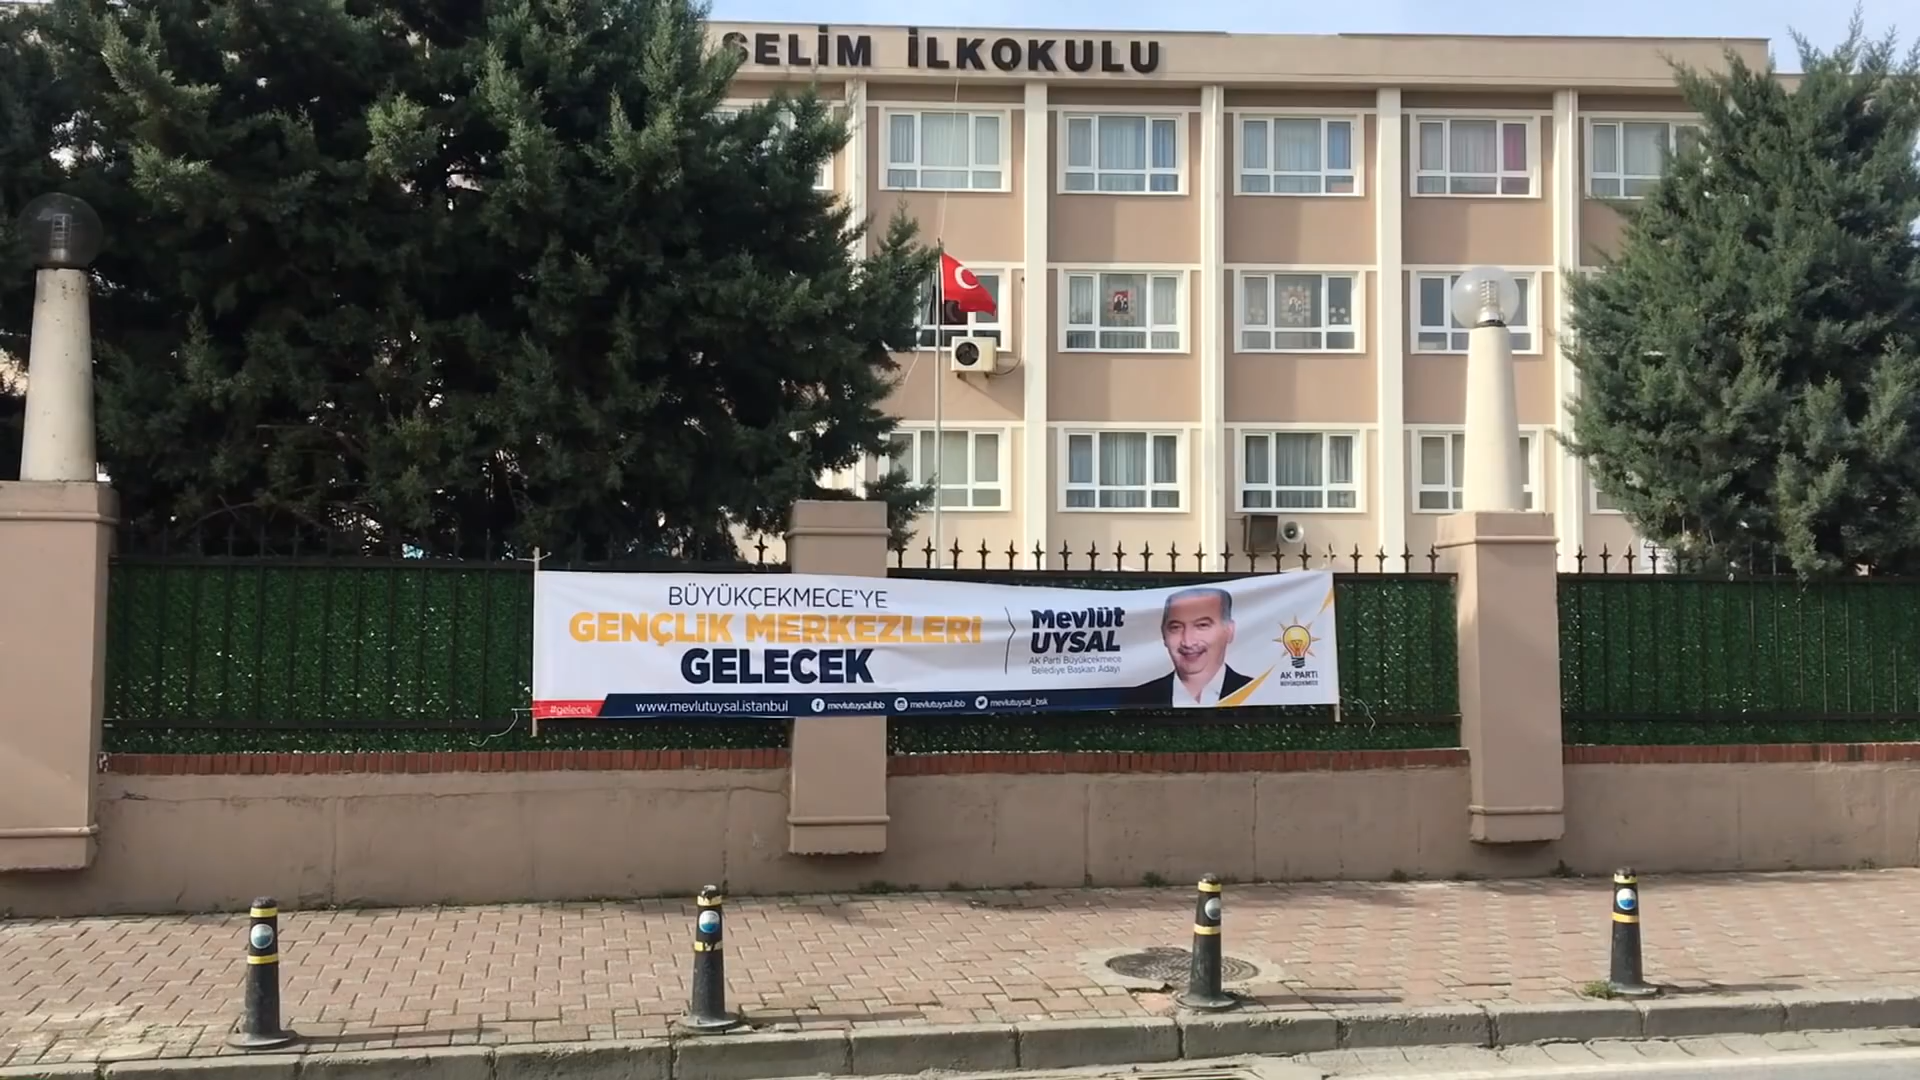 SELİM İLKOKULU
BÜYÜKÇEKMECE'YE
GENÇLİK MERKEZLERİ
GELECEK
Mevlüt
UYSAL
AK Parti Büyükçekmece
Belediye Başkan Adayı
AK PARTİ
BÜYÜKÇEKMECE
#gelecek
www.mevlutuysal.istanbul
mevlutuysal.ibb
mevlutuysal.ibb
mevlutuysal_bsk